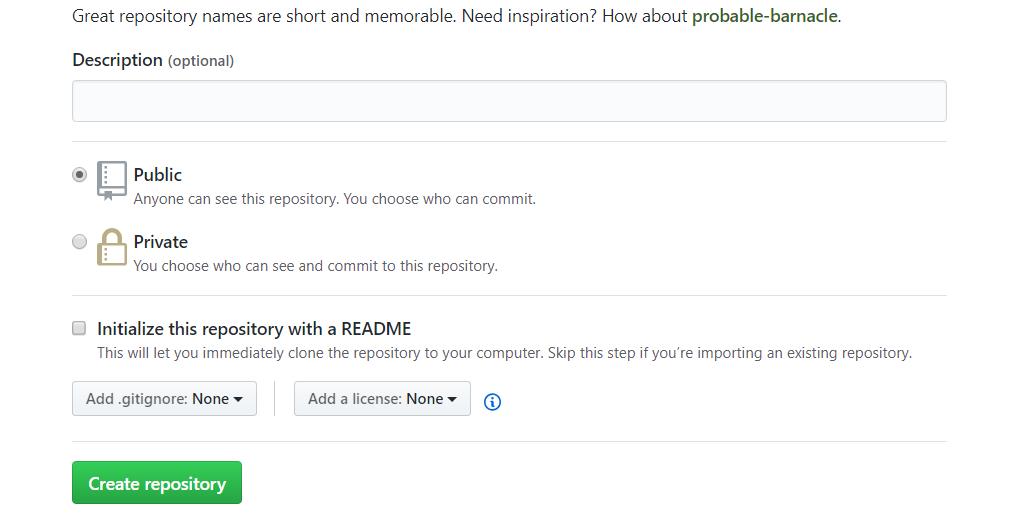 Great repository names are short and memorable. Need inspiration? How about probable-barnacle.
Description (optional)
Public
Anyone can see this repository. You choose who can commit.
Private
You choose who can see and commit to this repository.
Initialize this repository with a README
This will let you immediately clone the repository to your computer. Skip this step if you’re importing an existing repository.
Add .gitignore: None Add a license: None
Create repository